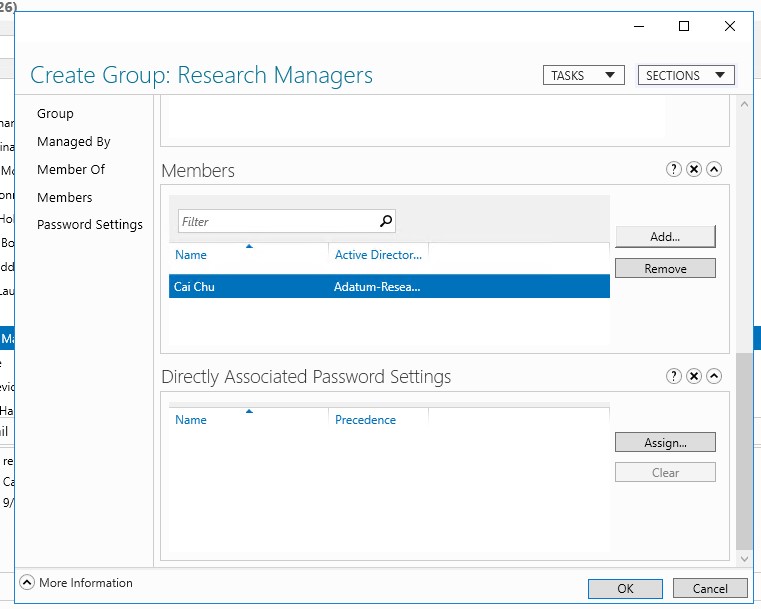 26)
Create Group: Research Managers
TASKS
SECTIONS
Group
Managed By
Member Of
Members
Password Settings
Members
Filter
Add...
Name
Active Director...
Remove
Cai Chu
Adatum-Resea...
Directly Associated Password Settings
Name
Precedence
Assign...
Clear
More Information
OK
Cancel